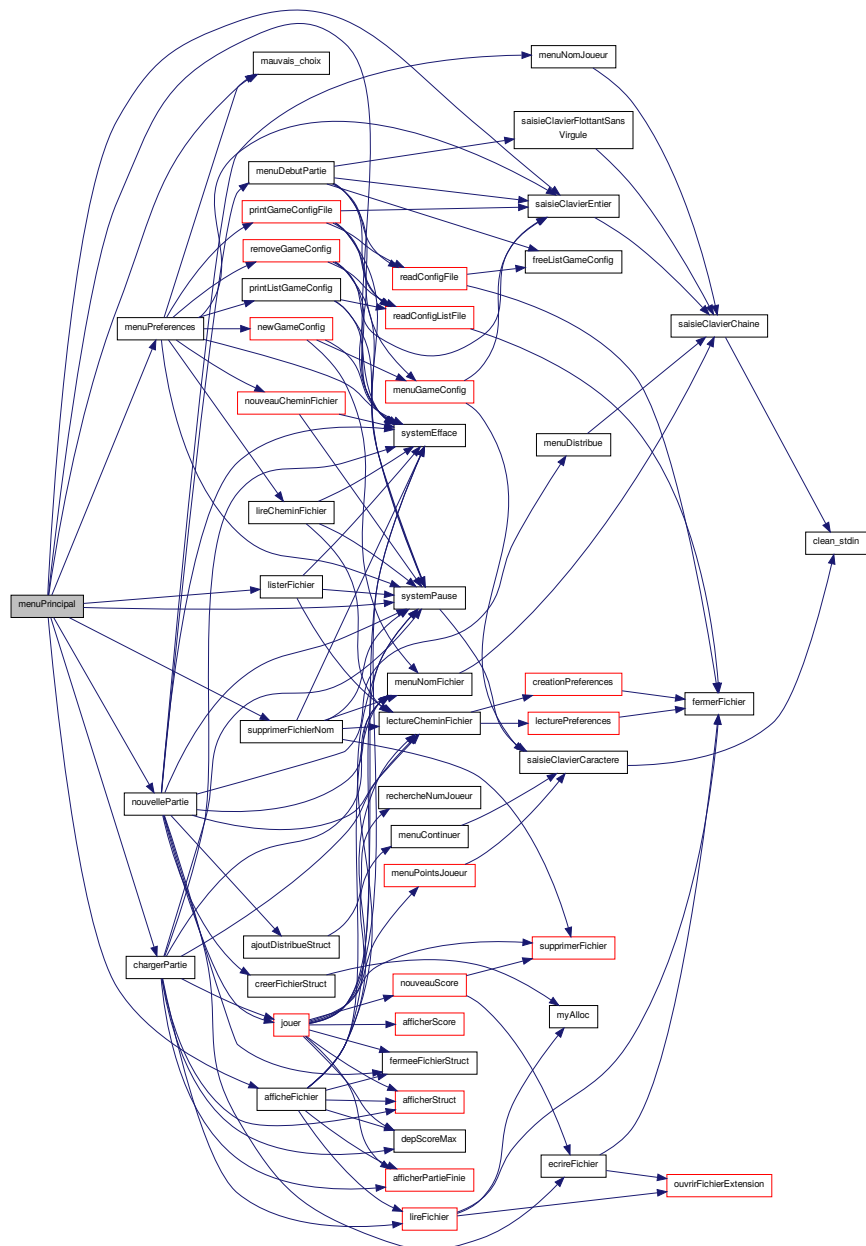 menuNomJoueur
mauvais_choix
saisieClavierFlottantSans
Virgule
menuDebutPartie
saisieClavierEntier
printGameConfigFile
removeGameConfig
freeListGameConfig
readConfigFile
printListGameConfig
readConfigListFile
menuPreferences
newGameConfig
saisieClavierChaine
menuGameConfig
nouveauCheminFichier
systemEfface
menuDistribue
lireCheminFichier
clean_stdin
listerFichier
systemPause
menuPrincipal
menuNomFichier
creationPreferences
fermerFichier
lectureCheminFichier
lecturePreferences
supprimerFichierNom
saisieClavierCaractere
rechercheNumJoueur
nouvellePartie
menuContinuer
menuPointsJoueur
ajoutDistribueStruct
supprimerFichier
chargerPartie
creerFichierStruct
nouveauScore
myAlloc
jouer
afficherScore
fermeeFichierStruct
afficheFichier
afficherStruct
depScoreMax
ecrireFichier
afficherPartieFinie
ouvrirFichierExtension
lireFichier